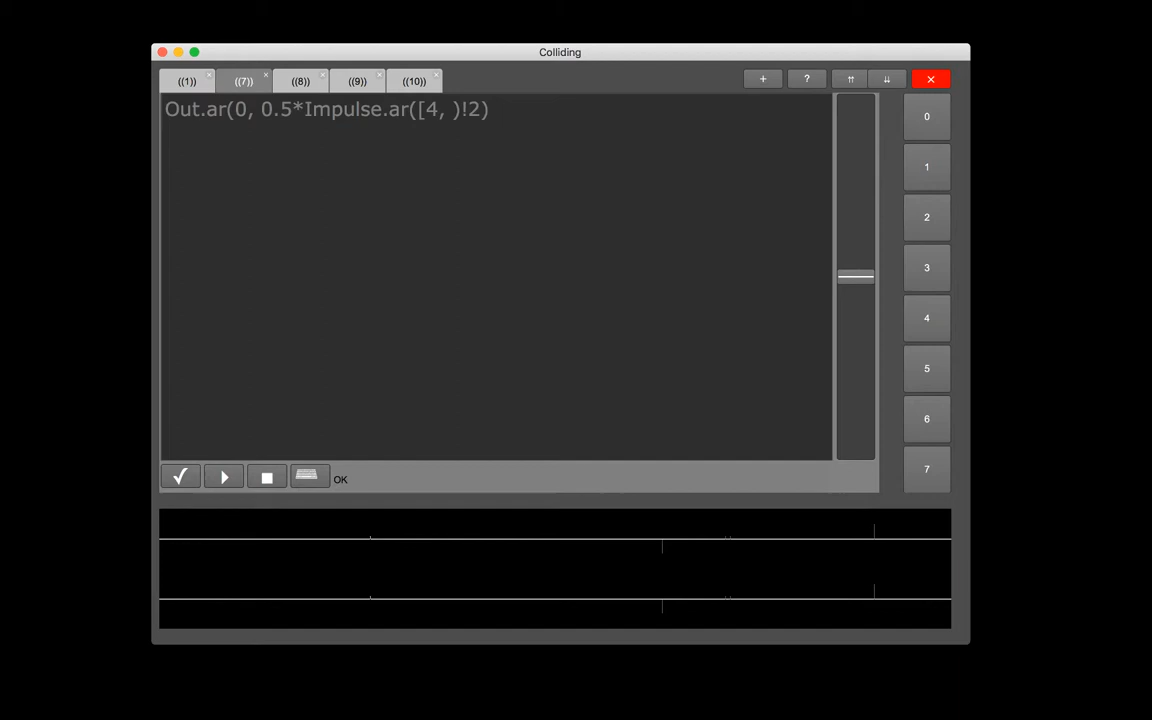 Colliding
((1)) ((7)) ((8)) ((9)) ((10)) + ?
Out.ar(0, 0.5*Impulse.ar([4, )!2)
0
1
2
3
4
5
6
7
OK